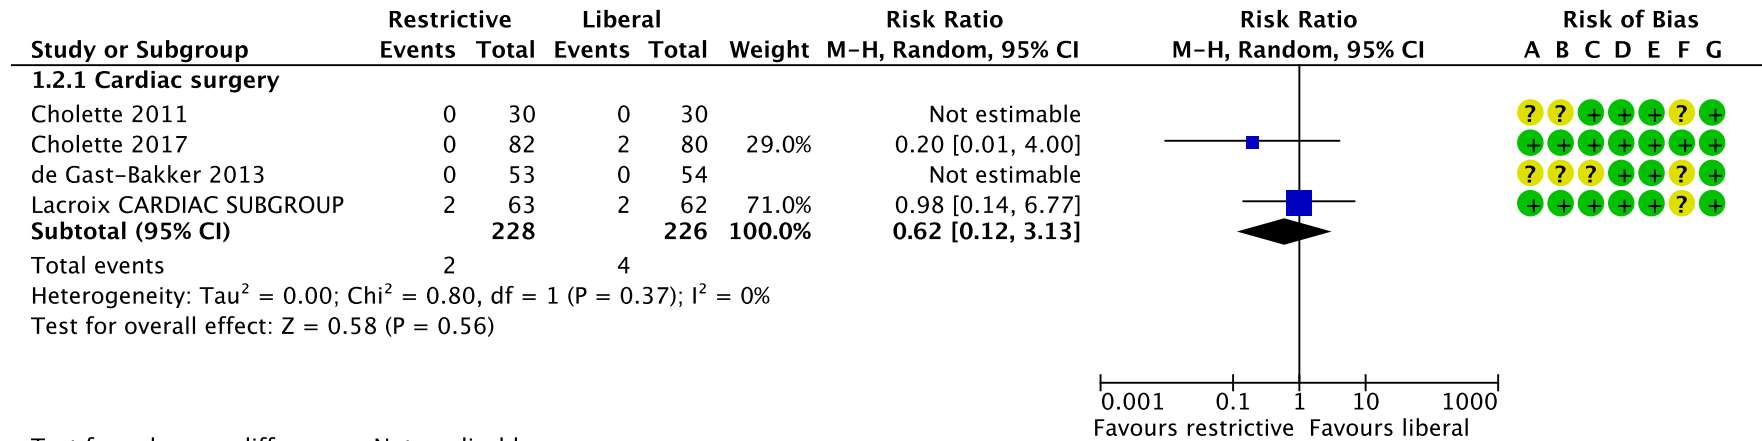 Restrictive Liberal Risk Ratio Risk Ratio Risk of Bias
Study or Subgroup Events Total Events Total Weight M-H, Random, 95% CI M-H, Random, 95% CI A B C D E F G
1.2.1 Cardiac surgery
Cholette 2011 0 30 0 30 Not estimable ? ? + + + ? +
Cholette 2017 0 82 2 80 29.0% 0.20 [0.01, 4.00] + + + + + + +
de Gast-Bakker 2013 0 53 0 54 Not estimable ? ? ? + + ? +
Lacroix CARDIAC SUBGROUP 2 63 2 62 71.0% 0.98 [0.14, 6.77] + + + + + ? +
Subtotal (95% CI) 228 226 100.0% 0.62 [0.12, 3.13]
Total events 2 4
Heterogeneity: Tau² = 0.00; Chi² = 0.80, df = 1 (P = 0.37); I² = 0%
Test for overall effect: Z = 0.58 (P = 0.56)
0.001 0.1 1 10 1000
Favours restrictive Favours liberal